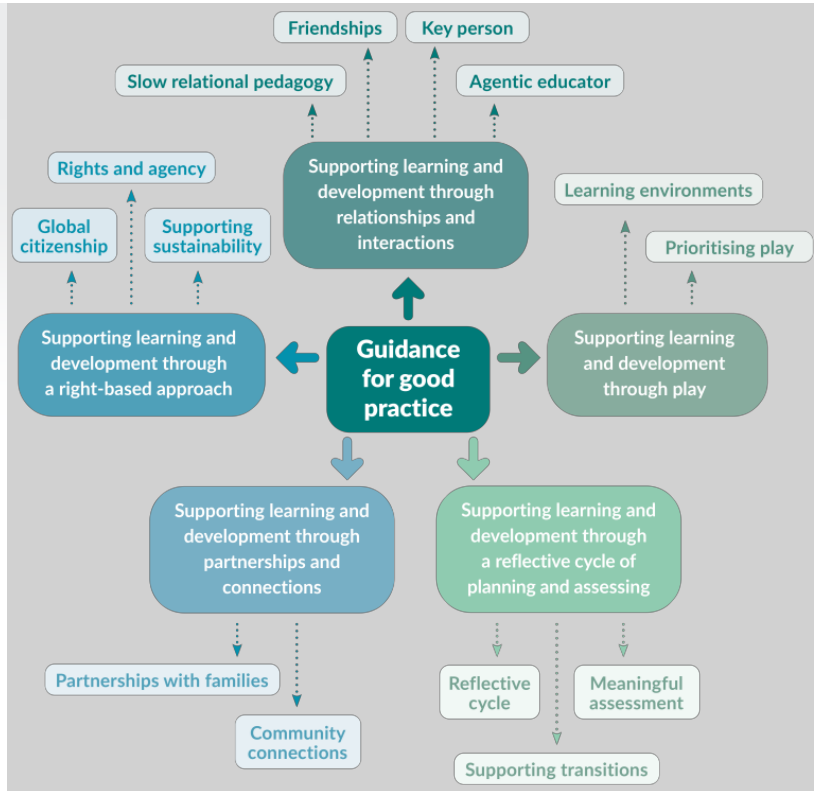 Friendships
Key person
Slow relational pedagogy
Agentic educator
Supporting learning and
development through
relationships and
interactions
Rights and agency
Global
citizenship
Supporting
sustainability
Learning environments
Prioritising play
Supporting learning and
development through
a right-based approach
Guidance
for good
practice
Supporting learning
and development
through play
Supporting learning and
development through
partnerships and
connections
Supporting learning and
development through
a reflective cycle of
planning and assessing
Partnerships with families
Community
connections
Reflective
cycle
Meaningful
assessment
Supporting transitions